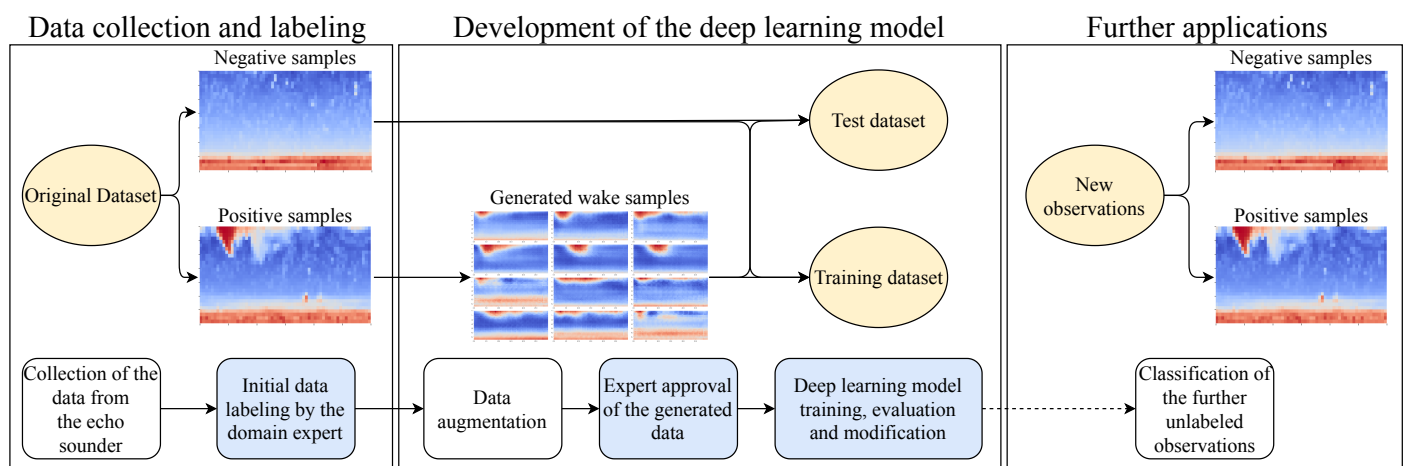 Data collection and labeling
Development of the deep learning model
Further applications
Negative samples
Original Dataset
Positive samples
Test dataset
Generated wake samples
Training dataset
Negative samples
New
observations
Positive samples
Collection of the
data from
the echo
sounder
Initial data
labeling by the
domain expert
Data
augmentation
Expert approval
of the generated
data
Deep learning model
training, evaluation
and modification
Classification of
the further
unlabeled
observations